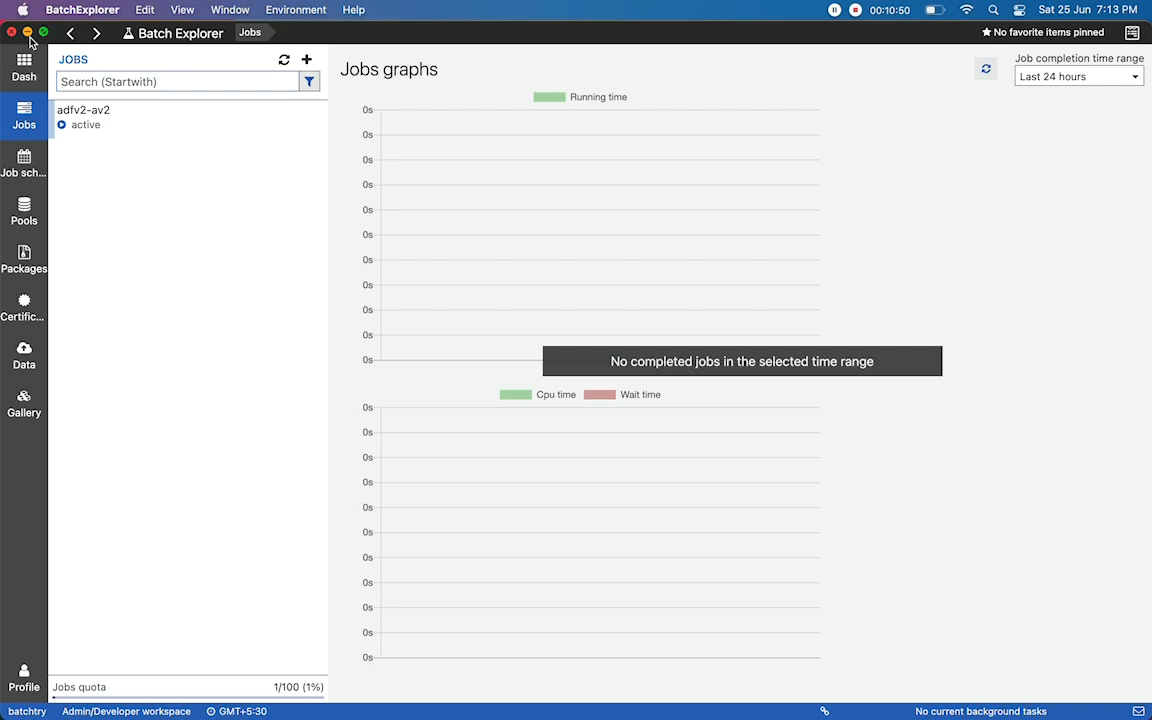 BatchExplorer Edit View Window Environment Help 00:10:50 Sat 25 Jun 7:13 PM
Batch Explorer Jobs No favorite items pinned
Dash
Jobs
Job sch...
Pools
Packages
Certific...
Data
Gallery
Profile
JOBS
Search (Startwith)
adfv2-av2
active
Jobs quota 1/100 (1%)
Jobs graphs
Job completion time range
Last 24 hours
Running time
0s
0s
0s
0s
0s
0s
0s
0s
0s
0s
0s
No completed jobs in the selected time range
Cpu time Wait time
0s
0s
0s
0s
0s
0s
0s
0s
0s
0s
0s
batchtry Admin/Developer workspace GMT+5:30 No current background tasks